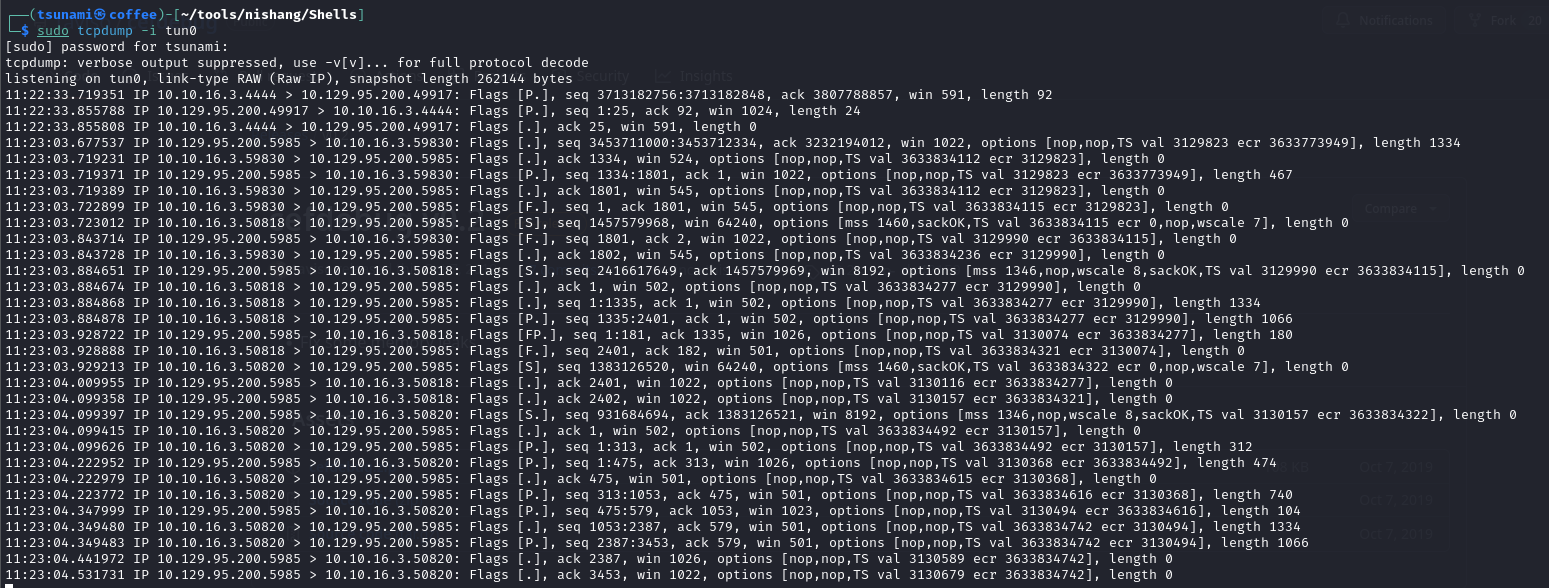 ┌──(tsunami㉿coffee)-[~/tools/nishang/Shells]
└─$ sudo tcpdump -i tun0
[sudo] password for tsunami:
tcpdump: verbose output suppressed, use -v[v]... for full protocol decode
listening on tun0, link-type RAW (Raw IP), snapshot length 262144 bytes
11:22:33.719351 IP 10.10.16.3.4444 > 10.129.95.200.49917: Flags [P.], seq 3713182756:3713182848, ack 3807788857, win 591, length 92
11:22:33.855788 IP 10.129.95.200.49917 > 10.10.16.3.4444: Flags [P.], seq 1:25, ack 92, win 1024, length 24
11:22:33.855808 IP 10.10.16.3.4444 > 10.129.95.200.49917: Flags [.], ack 25, win 591, length 0
11:23:03.677537 IP 10.129.95.200.5985 > 10.10.16.3.59830: Flags [.], seq 3453711000:3453712334, ack 3232194012, win 1022, options [nop,nop,TS val 3129823 ecr 3633773949], length 1334
11:23:03.719231 IP 10.10.16.3.59830 > 10.129.95.200.5985: Flags [.], ack 1334, win 524, options [nop,nop,TS val 3633834112 ecr 3129823], length 0
11:23:03.719371 IP 10.129.95.200.5985 > 10.10.16.3.59830: Flags [P.], seq 1334:1801, ack 1, win 1022, options [nop,nop,TS val 3129823 ecr 3633773949], length 467
11:23:03.719389 IP 10.10.16.3.59830 > 10.129.95.200.5985: Flags [.], ack 1801, win 545, options [nop,nop,TS val 3633834112 ecr 3129823], length 0
11:23:03.722899 IP 10.10.16.3.59830 > 10.129.95.200.5985: Flags [F.], seq 1, ack 1801, win 545, options [nop,nop,TS val 3633834115 ecr 3129823], length 0
11:23:03.723012 IP 10.10.16.3.50818 > 10.129.95.200.5985: Flags [S], seq 1457579968, win 64240, options [mss 1460,sackOK,TS val 3633834115 ecr 0,nop,wscale 7], length 0
11:23:03.843714 IP 10.129.95.200.5985 > 10.10.16.3.59830: Flags [F.], seq 1801, ack 2, win 1022, options [nop,nop,TS val 3129990 ecr 3633834115], length 0
11:23:03.843728 IP 10.10.16.3.59830 > 10.129.95.200.5985: Flags [.], ack 1802, win 545, options [nop,nop,TS val 3633834236 ecr 3129990], length 0
11:23:03.884651 IP 10.129.95.200.5985 > 10.10.16.3.50818: Flags [S.], seq 2416617649, ack 1457579969, win 8192, options [mss 1346,nop,wscale 8,sackOK,TS val 3129990 ecr 3633834115], length 0
11:23:03.884674 IP 10.10.16.3.50818 > 10.129.95.200.5985: Flags [.], ack 1, win 502, options [nop,nop,TS val 3633834277 ecr 3129990], length 0
11:23:03.884868 IP 10.10.16.3.50818 > 10.129.95.200.5985: Flags [.], seq 1:1335, ack 1, win 502, options [nop,nop,TS val 3633834277 ecr 3129990], length 1334
11:23:03.884878 IP 10.10.16.3.50818 > 10.129.95.200.5985: Flags [P.], seq 1335:2401, ack 1, win 502, options [nop,nop,TS val 3633834277 ecr 3129990], length 1066
11:23:03.928722 IP 10.129.95.200.5985 > 10.10.16.3.50818: Flags [FP.], seq 1:181, ack 1335, win 1026, options [nop,nop,TS val 3130074 ecr 3633834277], length 180
11:23:03.928888 IP 10.10.16.3.50818 > 10.129.95.200.5985: Flags [F.], seq 2401, ack 182, win 501, options [nop,nop,TS val 3633834321 ecr 3130074], length 0
11:23:03.929213 IP 10.10.16.3.50820 > 10.129.95.200.5985: Flags [S], seq 1383126520, win 64240, options [mss 1460,sackOK,TS val 3633834322 ecr 0,nop,wscale 7], length 0
11:23:04.009955 IP 10.129.95.200.5985 > 10.10.16.3.50818: Flags [.], ack 2401, win 1022, options [nop,nop,TS val 3130116 ecr 3633834277], length 0
11:23:04.099358 IP 10.129.95.200.5985 > 10.10.16.3.50818: Flags [.], ack 2402, win 1022, options [nop,nop,TS val 3130157 ecr 3633834321], length 0
11:23:04.099397 IP 10.129.95.200.5985 > 10.10.16.3.50820: Flags [S.], seq 931684694, ack 1383126521, win 8192, options [mss 1346,nop,wscale 8,sackOK,TS val 3130157 ecr 3633834322], length 0
11:23:04.099415 IP 10.10.16.3.50820 > 10.129.95.200.5985: Flags [.], ack 1, win 502, options [nop,nop,TS val 3633834492 ecr 3130157], length 0
11:23:04.099626 IP 10.10.16.3.50820 > 10.129.95.200.5985: Flags [P.], seq 1:313, ack 1, win 502, options [nop,nop,TS val 3633834492 ecr 3130157], length 312
11:23:04.222952 IP 10.129.95.200.5985 > 10.10.16.3.50820: Flags [P.], seq 1:475, ack 313, win 1026, options [nop,nop,TS val 3130368 ecr 3633834492], length 474
11:23:04.222979 IP 10.10.16.3.50820 > 10.129.95.200.5985: Flags [.], ack 475, win 501, options [nop,nop,TS val 3633834615 ecr 3130368], length 0
11:23:04.223772 IP 10.10.16.3.50820 > 10.129.95.200.5985: Flags [P.], seq 313:1053, ack 475, win 501, options [nop,nop,TS val 3633834616 ecr 3130368], length 740
11:23:04.347999 IP 10.129.95.200.5985 > 10.10.16.3.50820: Flags [P.], seq 475:579, ack 1053, win 1023, options [nop,nop,TS val 3130494 ecr 3633834616], length 104
11:23:04.349480 IP 10.10.16.3.50820 > 10.129.95.200.5985: Flags [.], seq 1053:2387, ack 579, win 501, options [nop,nop,TS val 3633834742 ecr 3130494], length 1334
11:23:04.349483 IP 10.10.16.3.50820 > 10.129.95.200.5985: Flags [P.], seq 2387:3453, ack 579, win 501, options [nop,nop,TS val 3633834742 ecr 3130494], length 1066
11:23:04.441972 IP 10.129.95.200.5985 > 10.10.16.3.50820: Flags [.], ack 2387, win 1026, options [nop,nop,TS val 3130589 ecr 3633834742], length 0
11:23:04.531731 IP 10.129.95.200.5985 > 10.10.16.3.50820: Flags [.], ack 3453, win 1022, options [nop,nop,TS val 3130679 ecr 3633834742], length 0
Notifications
Fork 20
Security
Insights
Compare
Oct 7, 2019
Oct 7, 2019
Oct 7, 2019